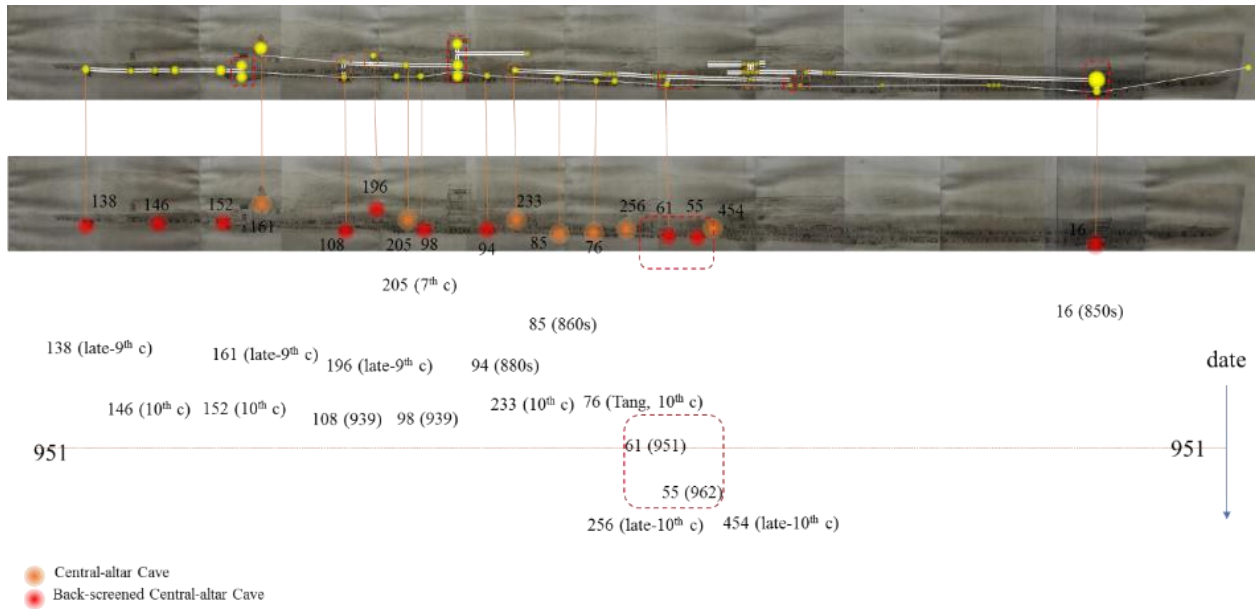 138
146
152
161
196
108
205
98
94
233
85
76
256
61
55
454
16
205 (7th c)
16 (850s)
85 (860s)
138 (late-9th c)
161 (late-9th c)
196 (late-9th c)
94 (880s)
date
146 (10th c)
152 (10th c)
108 (939)
98 (939)
233 (10th c)
76 (Tang, 10th c)
951
61 (951)
951
55 (962)
256 (late-10th c)
454 (late-10th c)
Central-altar Cave
Back-screened Central-altar Cave